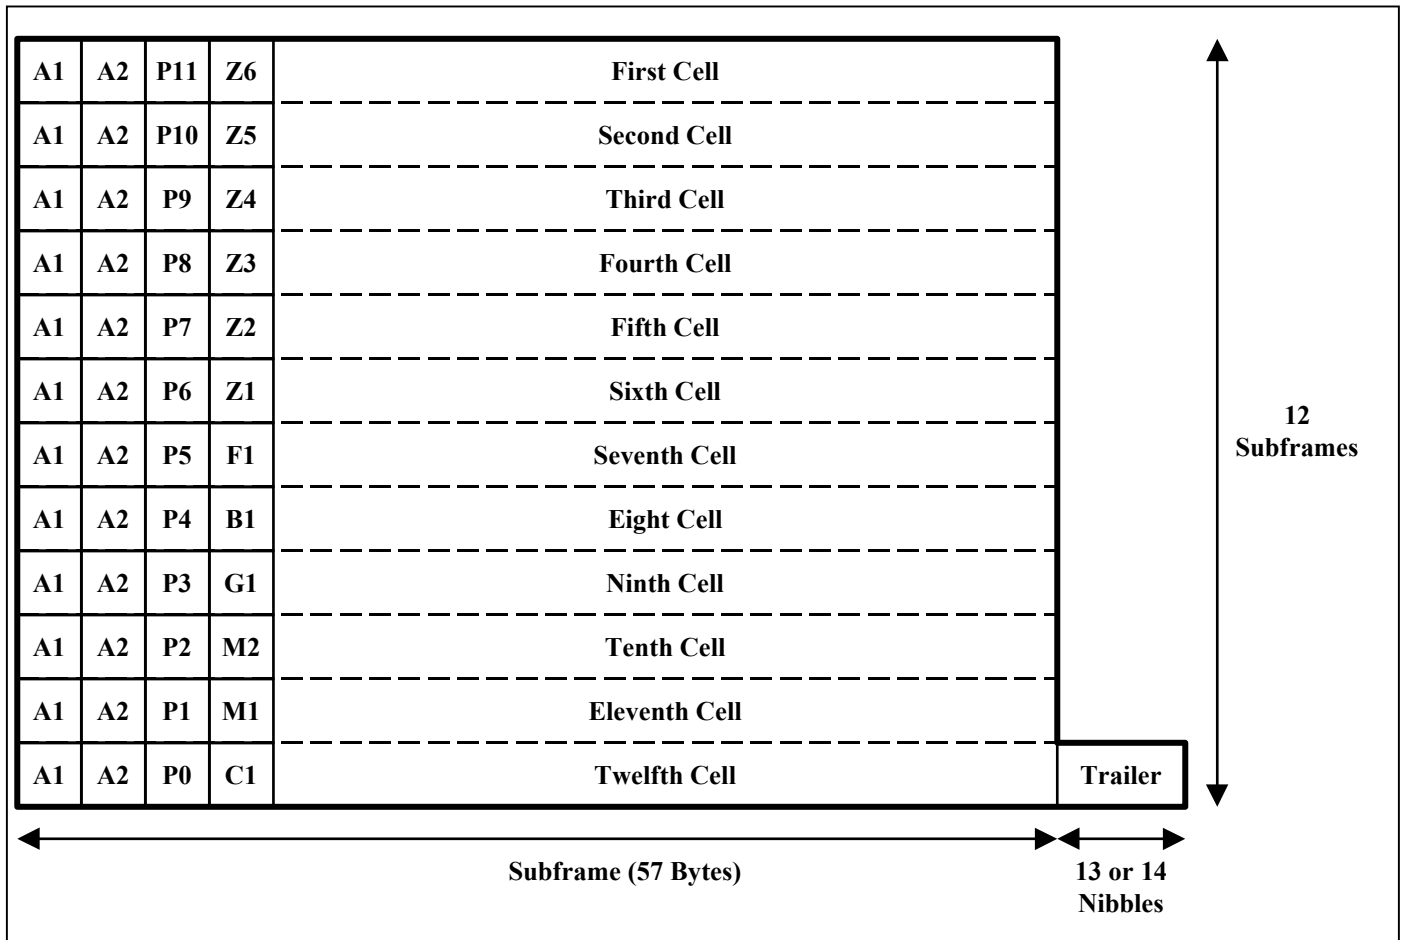 A1 A2 P11 Z6 First Cell
A1 A2 P10 Z5 Second Cell
A1 A2 P9 Z4 Third Cell
A1 A2 P8 Z3 Fourth Cell
A1 A2 P7 Z2 Fifth Cell
A1 A2 P6 Z1 Sixth Cell
A1 A2 P5 F1 Seventh Cell
A1 A2 P4 B1 Eight Cell
A1 A2 P3 G1 Ninth Cell
A1 A2 P2 M2 Tenth Cell
A1 A2 P1 M1 Eleventh Cell
A1 A2 P0 C1 Twelfth Cell Trailer
12
Subframes
Subframe (57 Bytes)
13 or 14
Nibbles